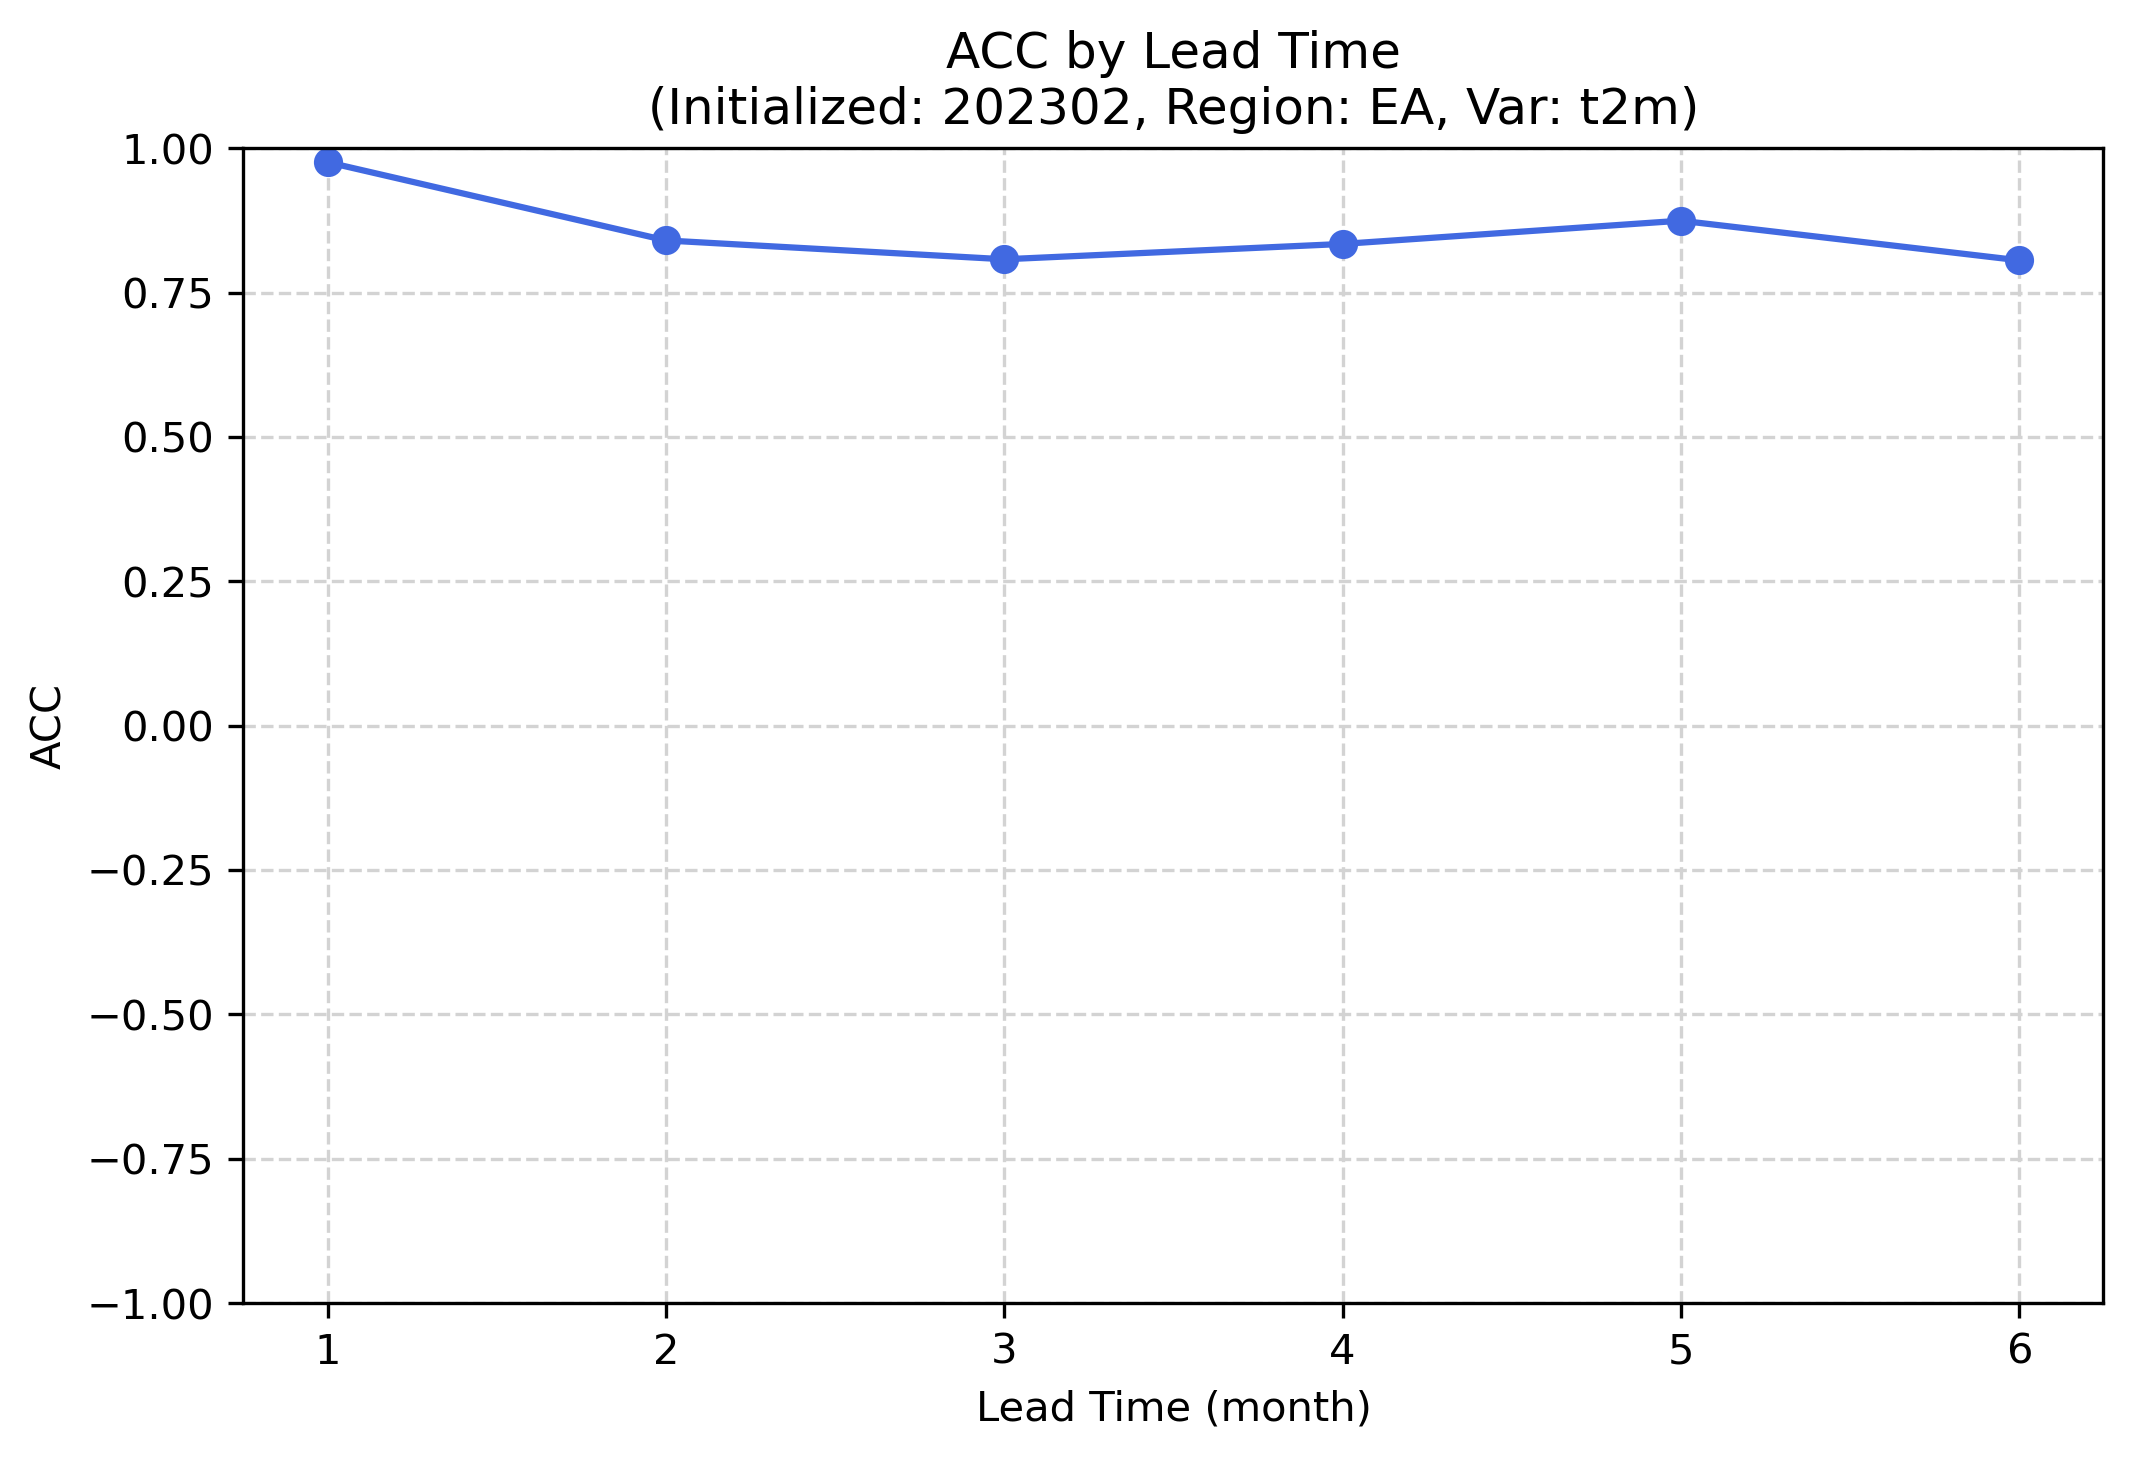 ACC by Lead Time
(Initialized: 202302, Region: EA, Var: t2m)
1.00
0.75
0.50
0.25
0.00
−0.25
−0.50
−0.75
−1.00
ACC
1 2 3 4 5 6
Lead Time (month)